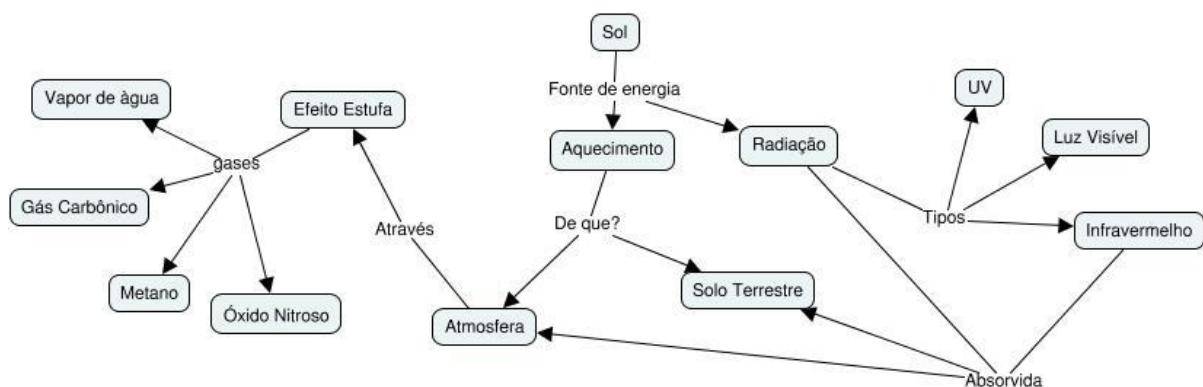 Sol
Fonte de energia
UV
Vapor de àgua
Efeito Estufa
Luz Visível
Aquecimento
Radiação
gases
Gás Carbônico
Através
De que?
Tipos
Infravermelho
Metano
Óxido Nitroso
Solo Terrestre
Atmosfera
Absorvida